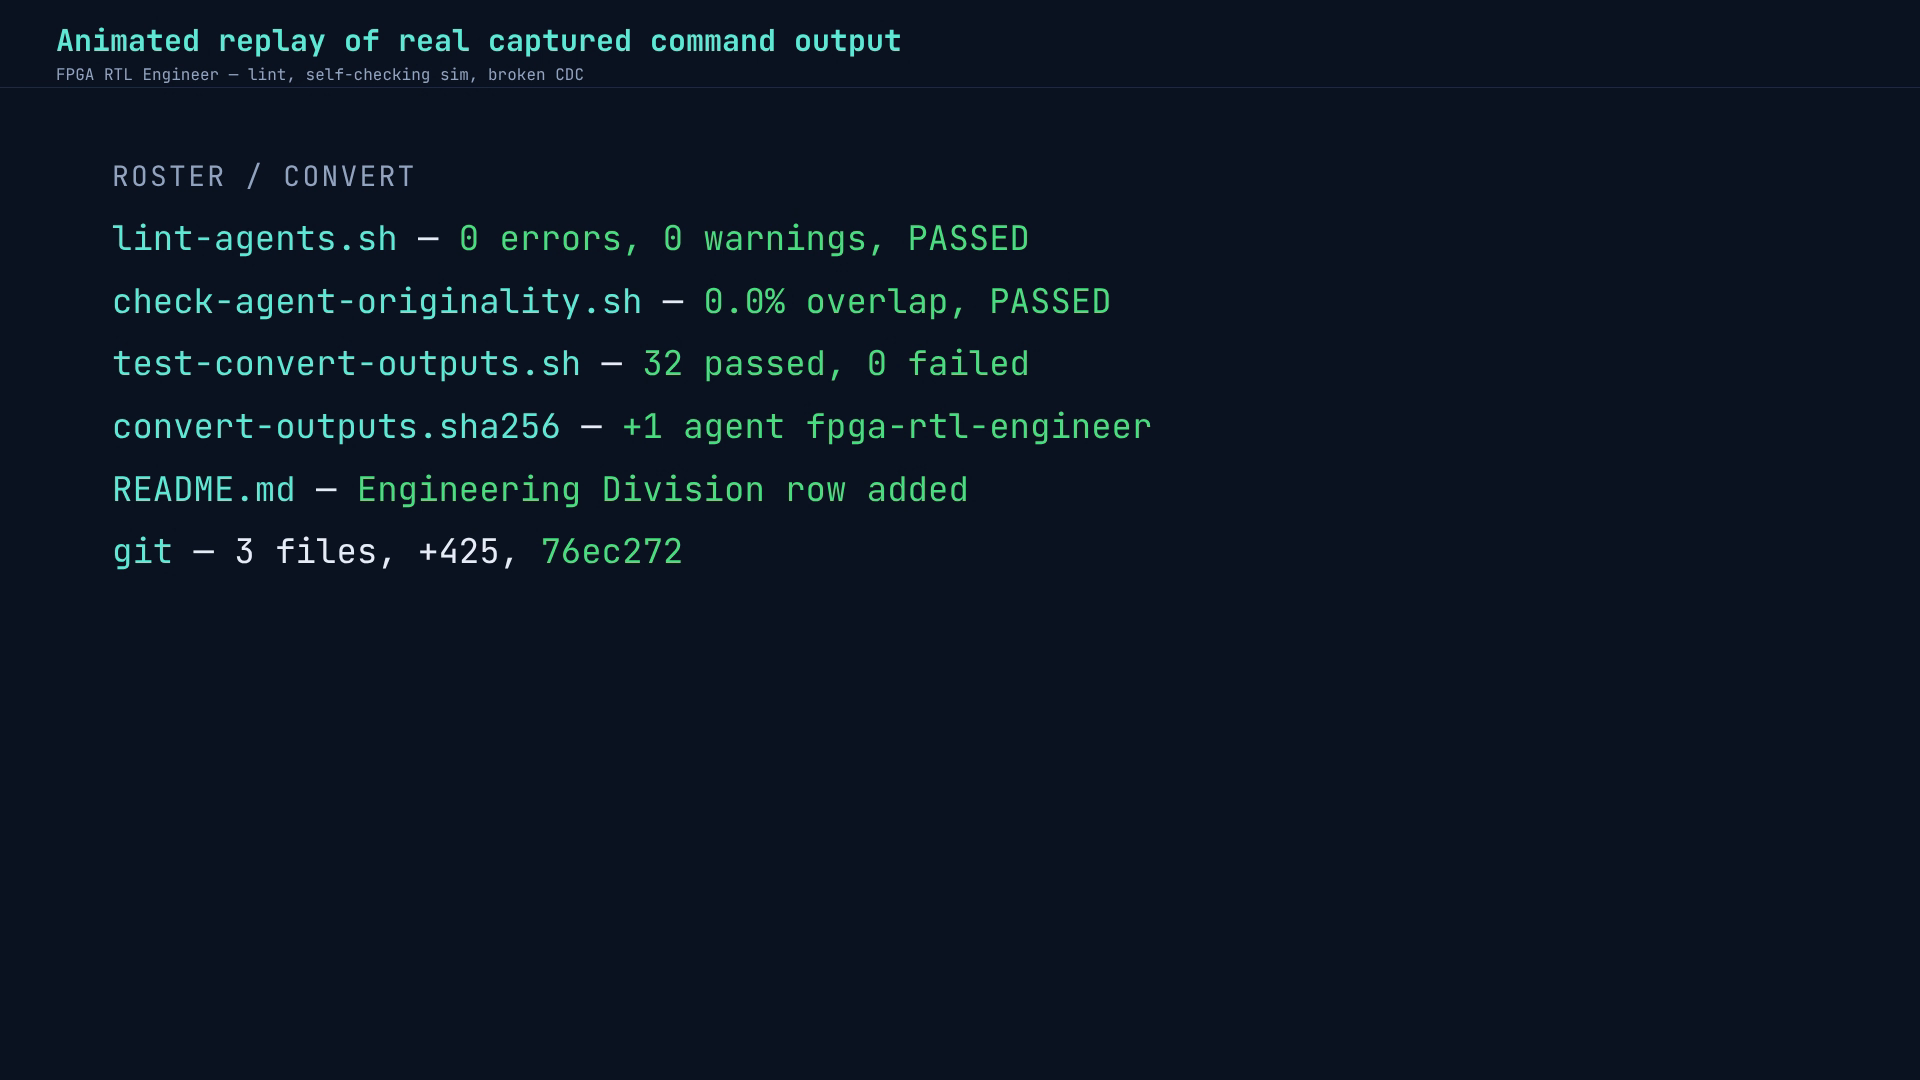 Animated replay of real captured command output
FPGA RTL Engineer — lint, self-checking sim, broken CDC
ROSTER / CONVERT
lint-agents.sh — 0 errors, 0 warnings, PASSED
check-agent-originality.sh — 0.0% overlap, PASSED
test-convert-outputs.sh — 32 passed, 0 failed
convert-outputs.sha256 — +1 agent fpga-rtl-engineer
README.md — Engineering Division row added
git — 3 files, +425, 76ec272